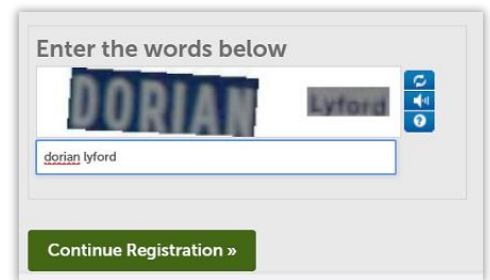 Enter the words below
DORIAN Lyford
dorian lyford
Continue Registration »